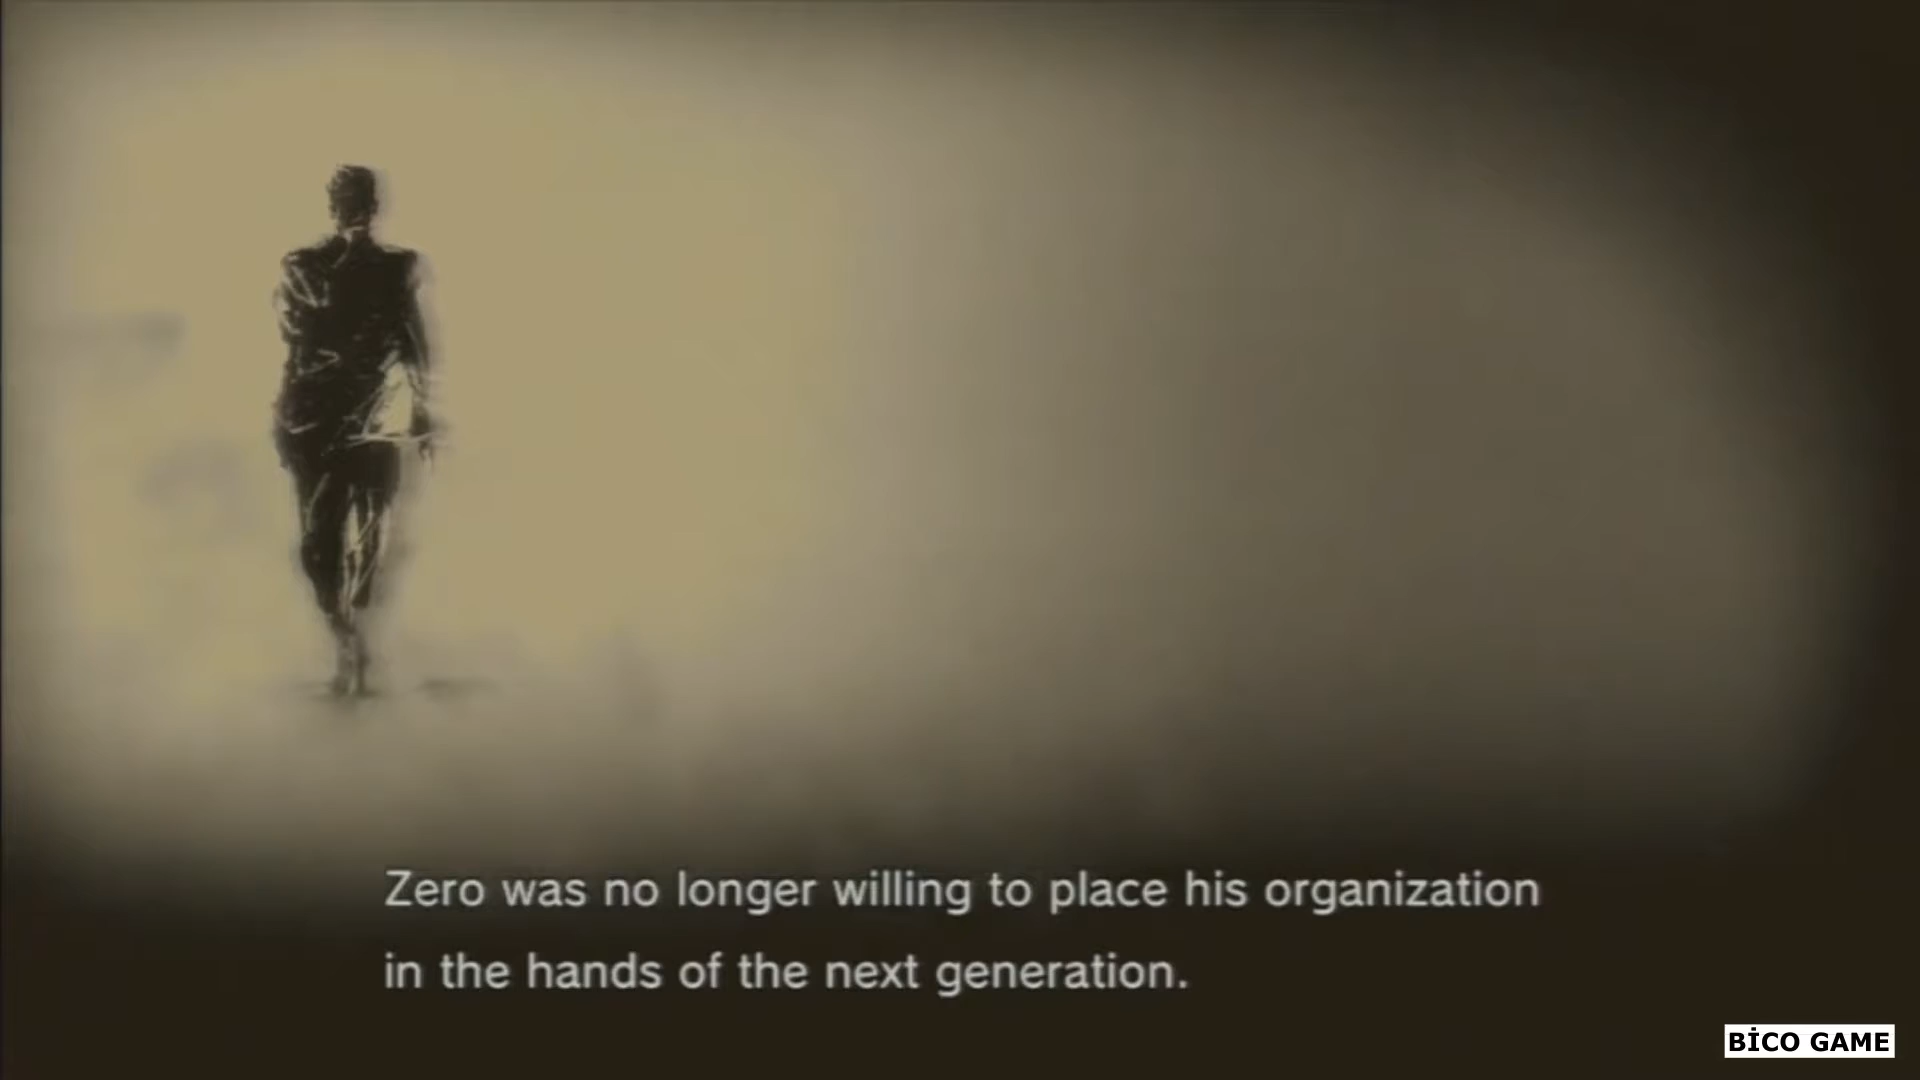 Zero was no longer willing to place his organization
in the hands of the next generation.
BİCO GAME